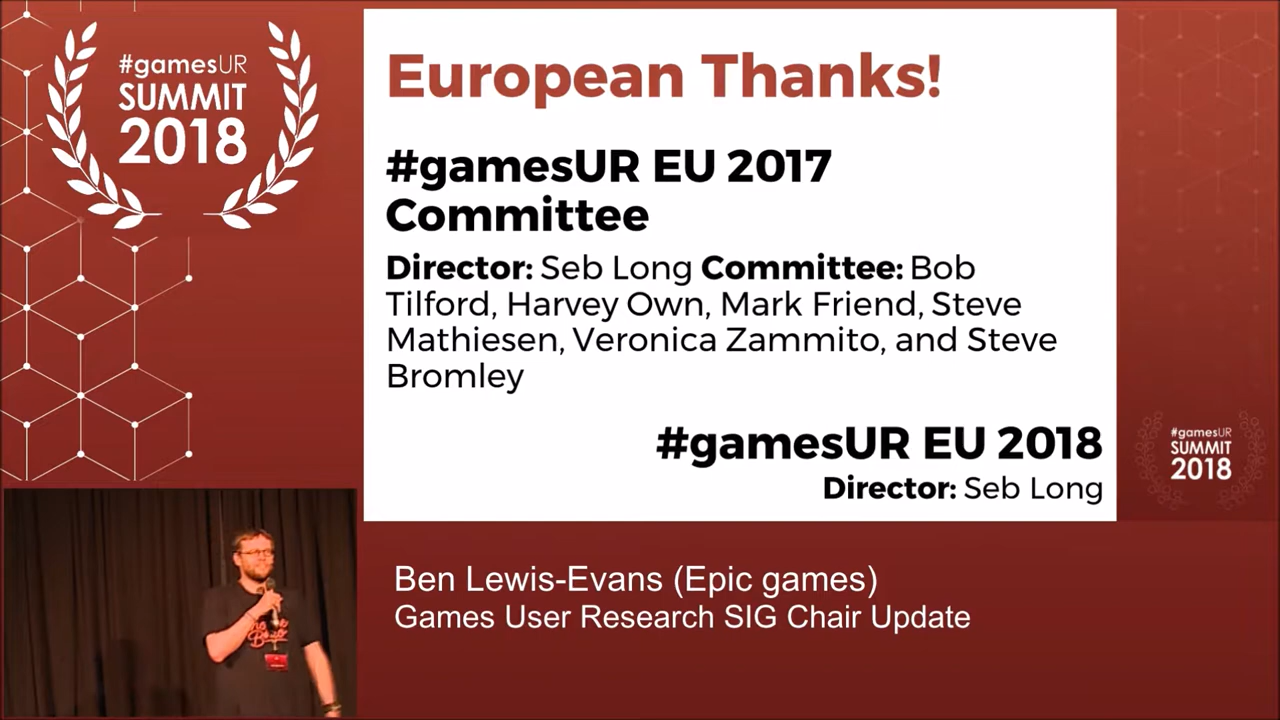 #gamesUR
SUMMIT
2018
European Thanks!
#gamesUR EU 2017
Committee
Director: Seb Long Committee: Bob
Tilford, Harvey Own, Mark Friend, Steve
Mathiesen, Veronica Zammito, and Steve
Bromley
#gamesUR EU 2018
Director: Seb Long
#gamesUR
SUMMIT
2018
Ben Lewis-Evans (Epic games)
Games User Research SIG Chair Update